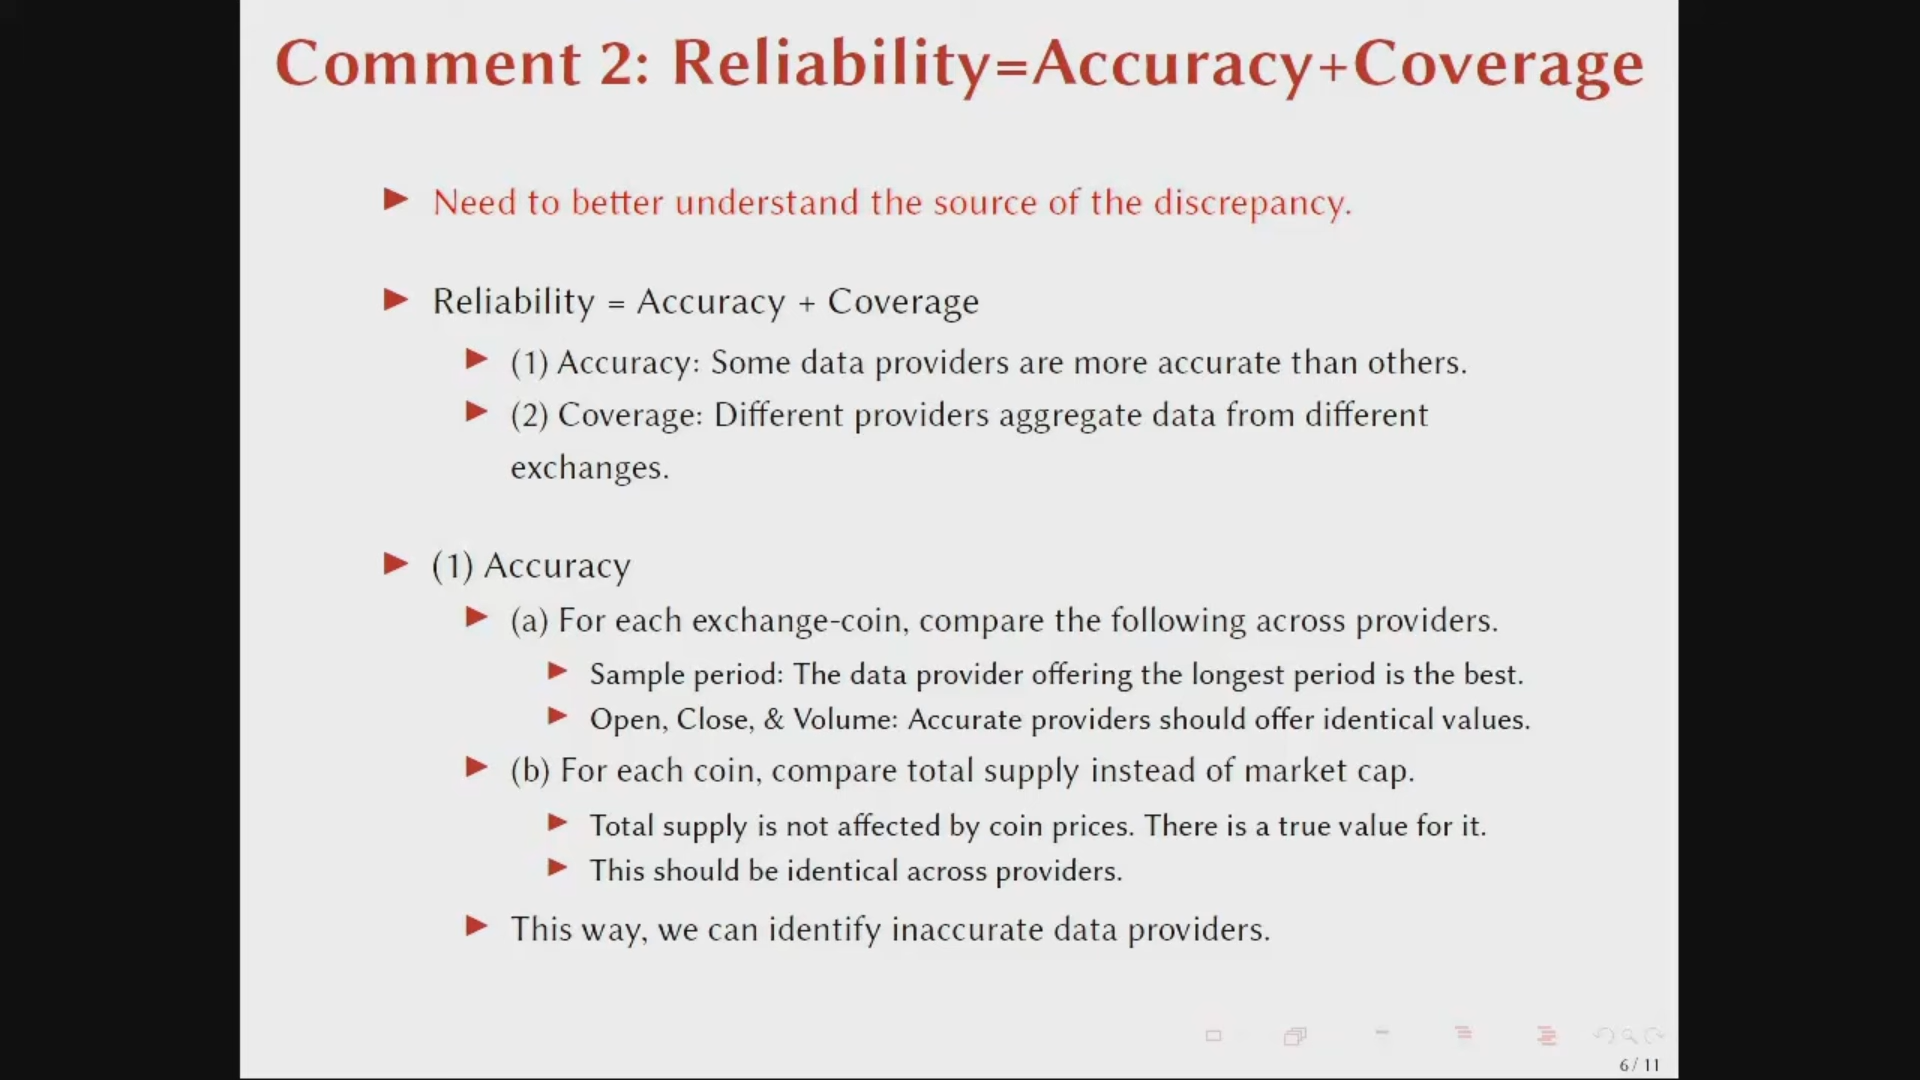 Comment 2: Reliability=Accuracy+Coverage
Need to better understand the source of the discrepancy.
Reliability = Accuracy + Coverage
(1) Accuracy: Some data providers are more accurate than others.
(2) Coverage: Different providers aggregate data from different
exchanges.
(1) Accuracy
(a) For each exchange-coin, compare the following across providers.
Sample period: The data provider offering the longest period is the best.
Open, Close, & Volume: Accurate providers should offer identical values.
(b) For each coin, compare total supply instead of market cap.
Total supply is not affected by coin prices. There is a true value for it.
This should be identical across providers.
This way, we can identify inaccurate data providers.
6 / 11